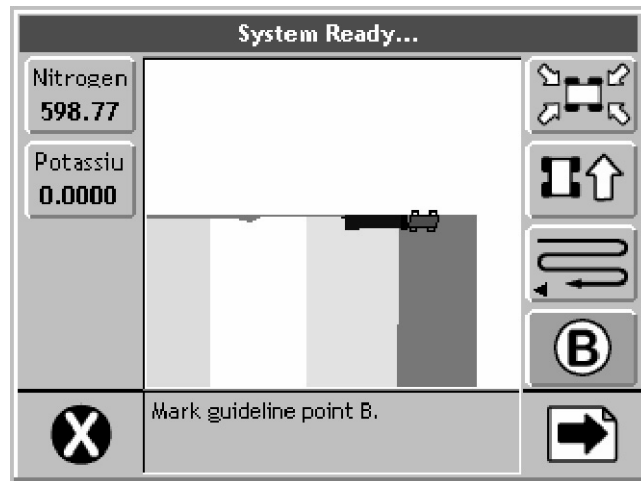 System Ready...
Nitrogen
598.77
Potassiu
0.0000
B
Mark guideline point B.
X